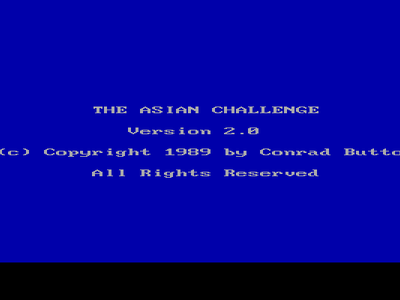 THE ASIAN CHALLENGE
Version 2.0
(c) Copyright 1989 by Conrad Butto
All Rights Reserved